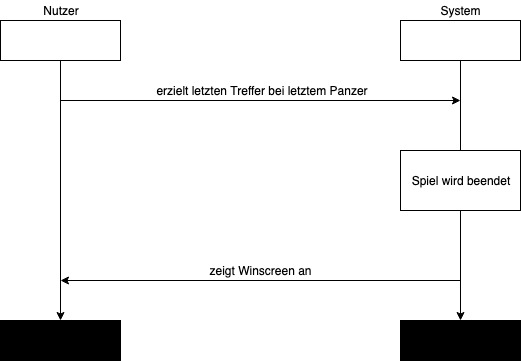 Nutzer
System
erzielt letzten Treffer bei letztem Panzer
Spiel wird beendet
zeigt Winscreen an